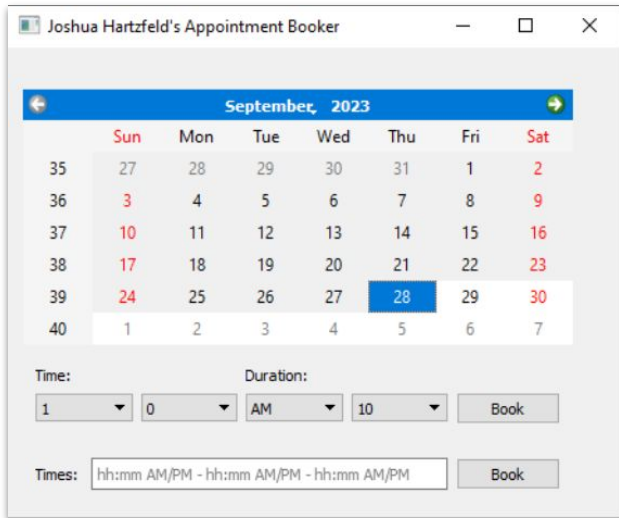 Joshua Hartzfeld's Appointment Booker
September, 2023
Sun Mon Tue Wed Thu Fri Sat
35 27 28 29 30 31 1 2
36 3 4 5 6 7 8 9
37 10 11 12 13 14 15 16
38 17 18 19 20 21 22 23
39 24 25 26 27 28 29 30
40 1 2 3 4 5 6 7
Time: Duration:
1 0 AM 10 Book
Times: hh:mm AM/PM - hh:mm AM/PM - hh:mm AM/PM Book